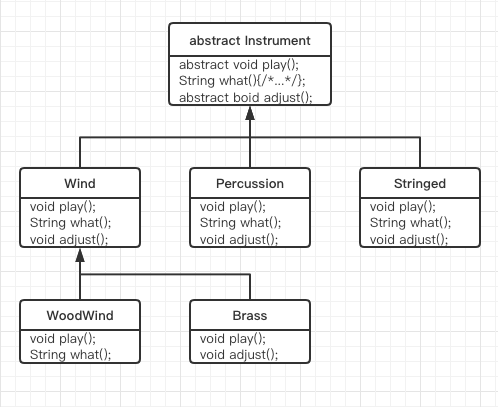 abstract Instrument
abstract void play();
String what(){/*...*/};
abstract boid adjust();
Wind
void play();
String what();
void adjust();
Percussion
void play();
String what();
void adjust();
Stringed
void play();
String what();
void adjust();
WoodWind
void play();
String what();
Brass
void play();
void adjust();